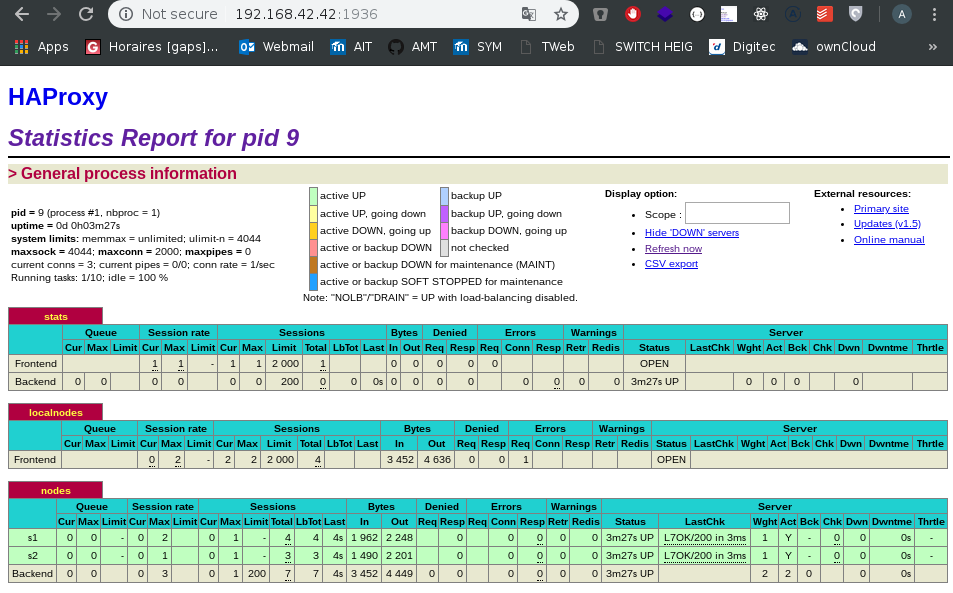 Not secure 192.168.42.42:1936
Apps Horaires [gaps]... Webmail AIT AMT SYM TWeb SWITCH HEIG Digitec ownCloud »
HAProxy
Statistics Report for pid 9
> General process information
pid = 9 (process #1, nbproc = 1)
uptime = 0d 0h03m27s
system limits: memmax = unlimited; ulimit-n = 4044
maxsock = 4044; maxconn = 2000; maxpipes = 0
current conns = 3; current pipes = 0/0; conn rate = 1/sec
Running tasks: 1/10; idle = 100 %
active UP backup UP
active UP, going down backup UP, going down
active DOWN, going up backup DOWN, going up
active or backup DOWN not checked
active or backup DOWN for maintenance (MAINT)
active or backup SOFT STOPPED for maintenance
Note: "NOLB"/"DRAIN" = UP with load-balancing disabled.
Display option:
• Scope :
• Hide 'DOWN' servers
• Refresh now
• CSV export
External resources:
• Primary site
• Updates (v1.5)
• Online manual
stats
Queue Session rate Sessions Bytes Denied Errors Warnings Server
Cur Max Limit Cur Max Limit Cur Max Limit Total LbTot Last In Out Req Resp Req Conn Resp Retr Redis Status LastChk Wght Act Bck Chk Dwn Dwntme Thrtle
Frontend 1 1 - 1 1 2 000 1 0 0 0 0 0 OPEN
Backend 0 0 0 0 0 0 200 0 0 0s 0 0 0 0 0 0 0 0 3m27s UP 0 0 0 0
localnodes
Queue Session rate Sessions Bytes Denied Errors Warnings Server
Cur Max Limit Cur Max Limit Cur Max Limit Total LbTot Last In Out Req Resp Req Conn Resp Retr Redis Status LastChk Wght Act Bck Chk Dwn Dwntme Thrtle
Frontend 0 2 - 2 2 2 000 4 3 452 4 636 0 0 1 OPEN
nodes
Queue Session rate Sessions Bytes Denied Errors Warnings Server
Cur Max Limit Cur Max Limit Cur Max Limit Total LbTot Last In Out Req Resp Req Conn Resp Retr Redis Status LastChk Wght Act Bck Chk Dwn Dwntme Thrtle
s1 0 0 - 0 2 0 1 - 4 4 4s 1 962 2 248 0 0 0 0 0 3m27s UP L7OK/200 in 3ms 1 Y - 0 0 0s -
s2 0 0 - 0 1 0 1 - 3 3 4s 1 490 2 201 0 0 0 0 0 3m27s UP L7OK/200 in 3ms 1 Y - 0 0 0s -
Backend 0 0 0 3 0 1 200 7 7 4s 3 452 4 449 0 0 0 0 0 0 3m27s UP 2 2 0 0 0s